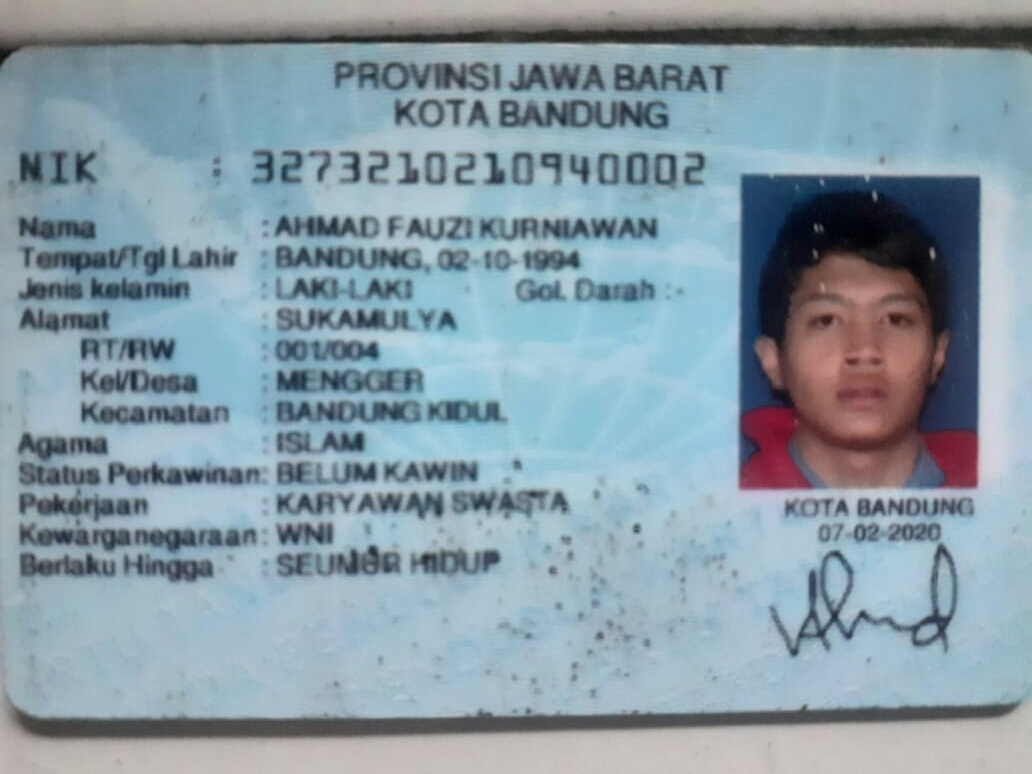 PROVINSI JAWA BARAT
KOTA BANDUNG
NIK : 3273210210940002
Nama : AHMAD FAUZI KURNIAWAN
Tempat/Tgl Lahir : BANDUNG, 02-10-1994
Jenis kelamin : LAKI-LAKI Gol. Darah : -
Alamat : SUKAMULYA
RT/RW : 001/004
Kel/Desa : MENGGER
Kecamatan : BANDUNG KIDUL
Agama : ISLAM
Status Perkawinan: BELUM KAWIN
Pekerjaan : KARYAWAN SWASTA
Kewarganegaraan: WNI
Berlaku Hingga : SEUMUR HIDUP
KOTA BANDUNG
07-02-2020